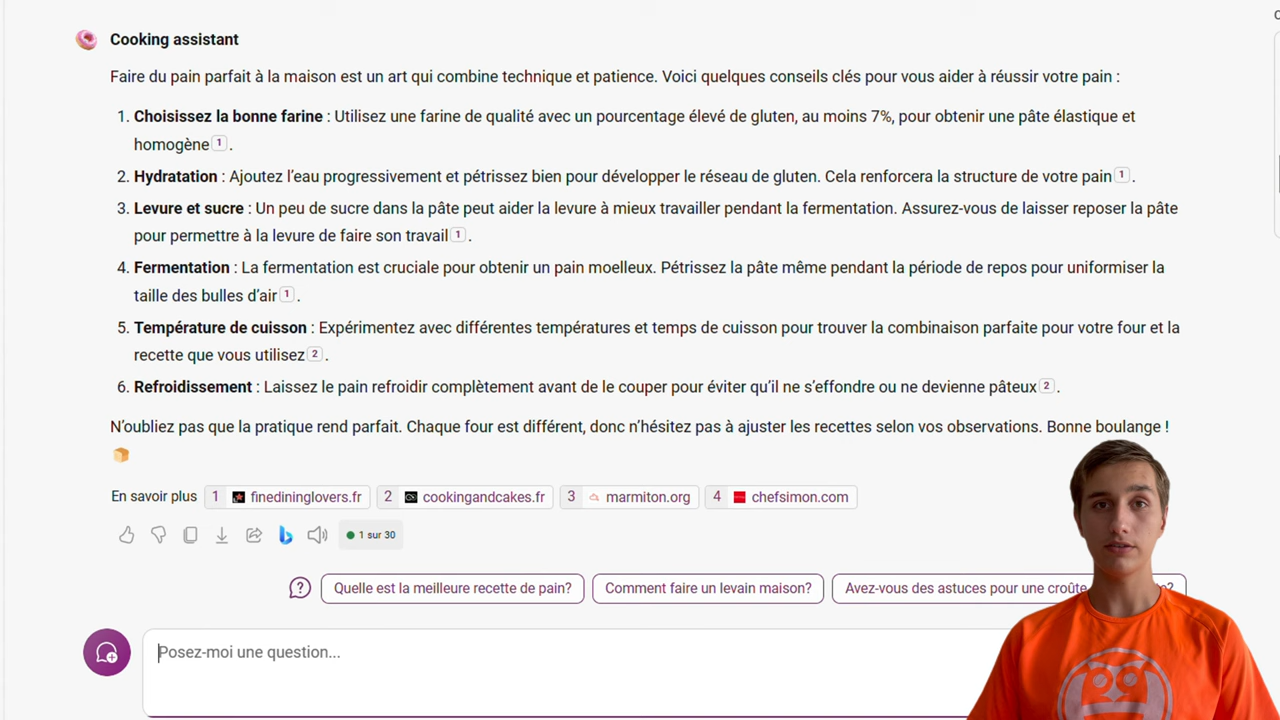 Cooking assistant
Faire du pain parfait à la maison est un art qui combine technique et patience. Voici quelques conseils clés pour vous aider à réussir votre pain :
1. Choisissez la bonne farine : Utilisez une farine de qualité avec un pourcentage élevé de gluten, au moins 7%, pour obtenir une pâte élastique et
homogène 1 .
2. Hydratation : Ajoutez l’eau progressivement et pétrissez bien pour développer le réseau de gluten. Cela renforcera la structure de votre pain 1 .
3. Levure et sucre : Un peu de sucre dans la pâte peut aider la levure à mieux travailler pendant la fermentation. Assurez-vous de laisser reposer la pâte
pour permettre à la levure de faire son travail 1 .
4. Fermentation : La fermentation est cruciale pour obtenir un pain moelleux. Pétrissez la pâte même pendant la période de repos pour uniformiser la
taille des bulles d’air 1 .
5. Température de cuisson : Expérimentez avec différentes températures et temps de cuisson pour trouver la combinaison parfaite pour votre four et la
recette que vous utilisez 2 .
6. Refroidissement : Laissez le pain refroidir complètement avant de le couper pour éviter qu’il ne s’effondre ou ne devienne pâteux 2 .
N’oubliez pas que la pratique rend parfait. Chaque four est différent, donc n’hésitez pas à ajuster les recettes selon vos observations. Bonne boulange !
En savoir plus 1 finedininglovers.fr 2 cookingandcakes.fr 3 marmiton.org 4 chefsimon.com
1 sur 30
Quelle est la meilleure recette de pain? Comment faire un levain maison? Avez-vous des astuces pour une croûte ?
Posez-moi une question...